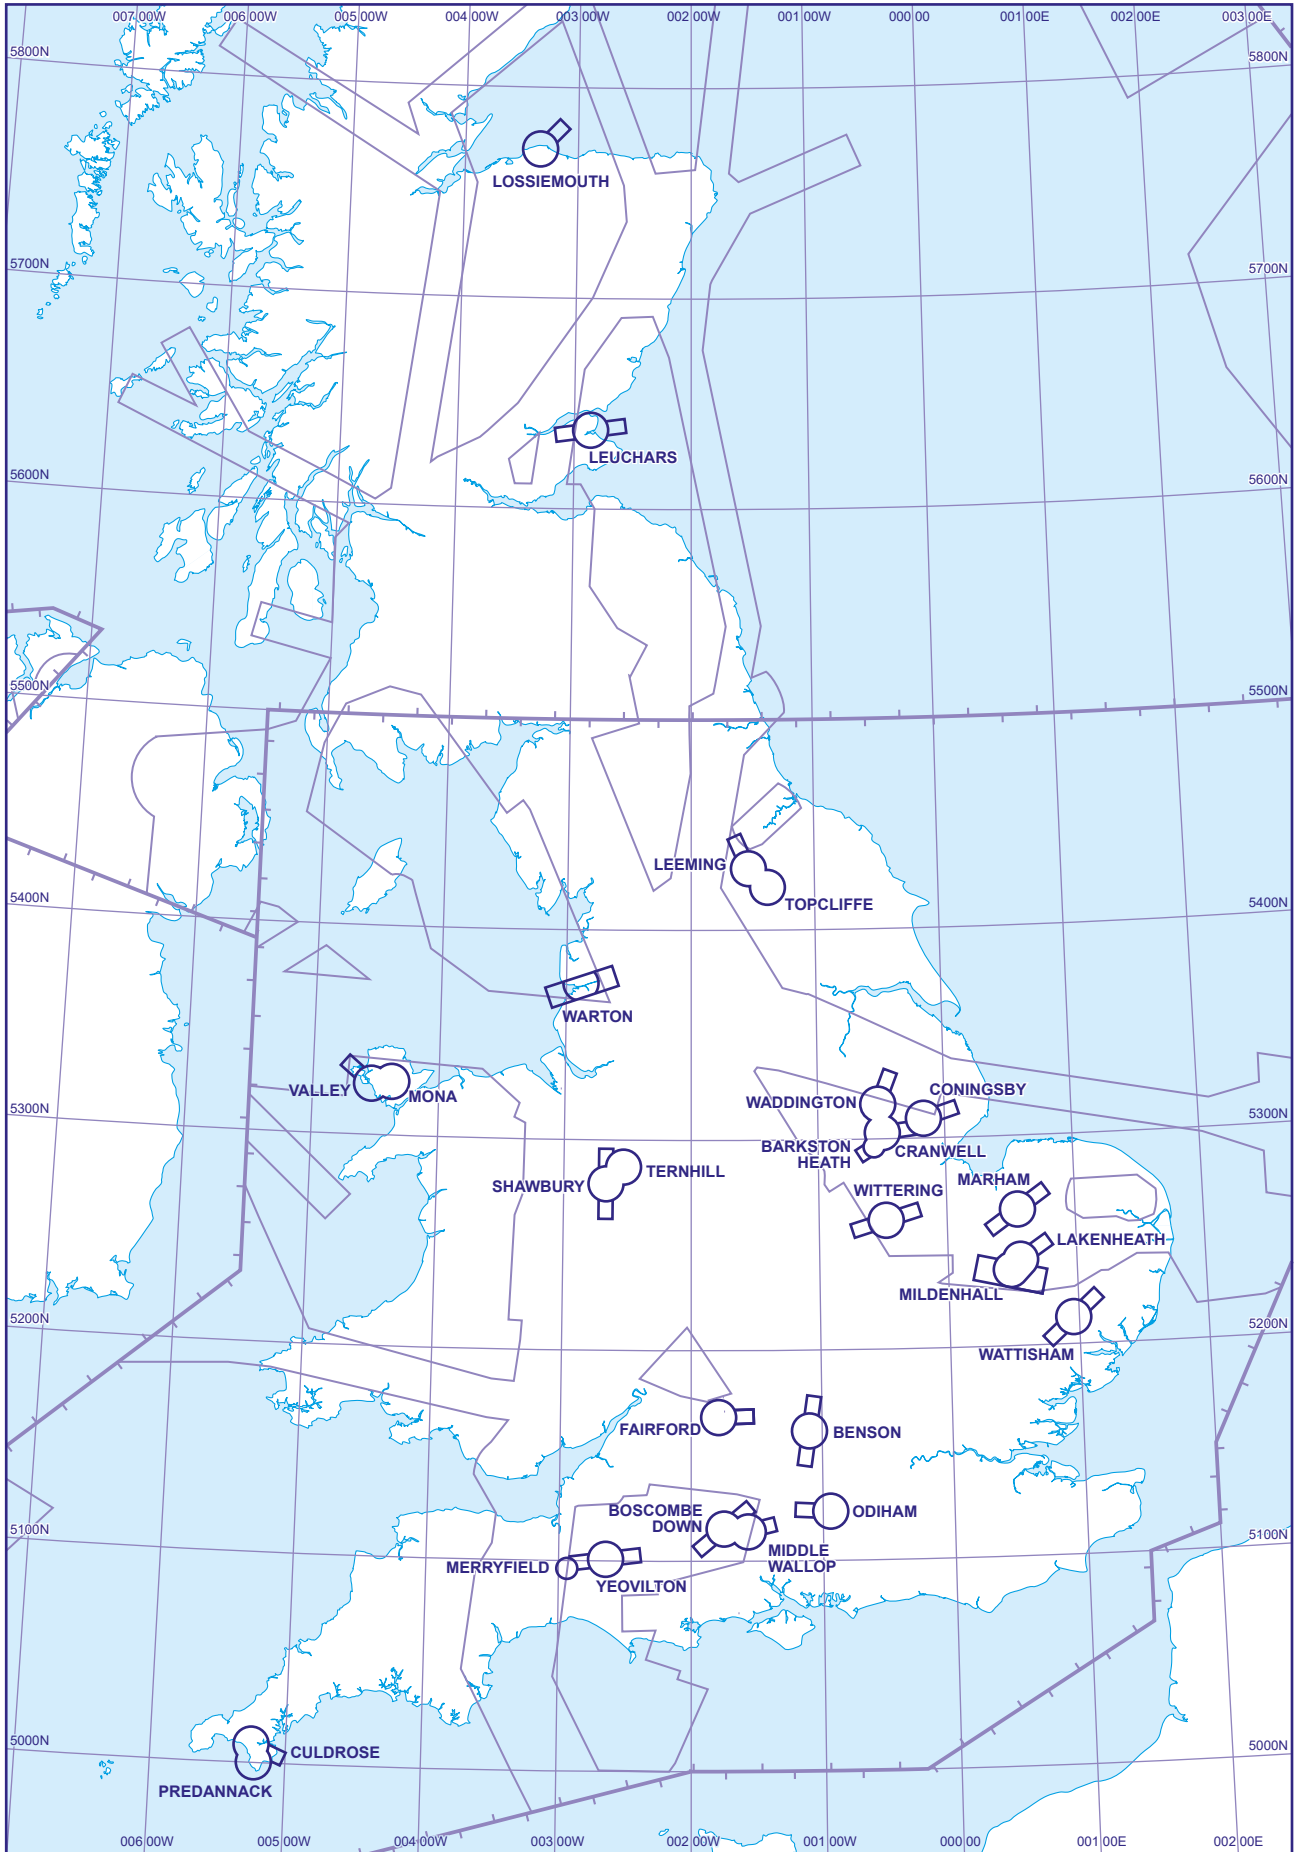 007 00W 006 00W 005 00W 004 00W 003 00W 002 00W 001 00W 000 00 001 00E 002 00E 003 00E
5800N 5800N
LOSSIEMOUTH
5700N 5700N
LEUCHARS
5600N 5600N
5500N 5500N
LEEMING
TOPCLIFFE
5400N 5400N
WARTON
VALLEY
MONA
CONINGSBY
WADDINGTON
5300N 5300N
BARKSTON
HEATH
CRANWELL
TERNHILL
SHAWBURY
MARHAM
WITTERING
LAKENHEATH
MILDENHALL
5200N 5200N
WATTISHAM
FAIRFORD
BENSON
BOSCOMBE
DOWN
ODIHAM
5100N 5100N
MIDDLE
WALLOP
MERRYFIELD
YEOVILTON
5000N 5000N
CULDROSE
PREDANNACK
006 00W 005 00W 004 00W 003 00W 002 00W 001 00W 000 00 001 00E 002 00E